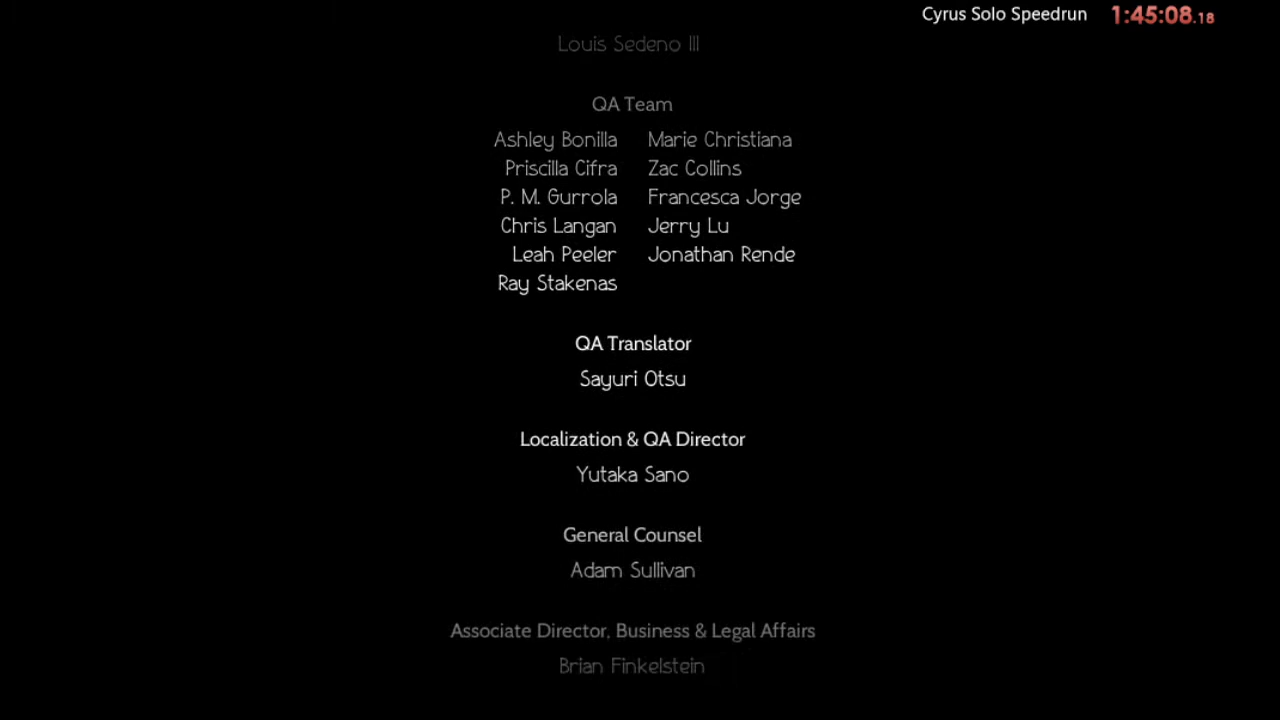 Cyrus Solo Speedrun 1:45:08.18
Louis Sedeno III
QA Team
Ashley Bonilla Marie Christiana
Priscilla Cifra Zac Collins
P. M. Gurrola Francesca Jorge
Chris Langan Jerry Lu
Leah Peeler Jonathan Rende
Ray Stakenas
QA Translator
Sayuri Otsu
Localization & QA Director
Yutaka Sano
General Counsel
Adam Sullivan
Associate Director, Business & Legal Affairs
Brian Finkelstein